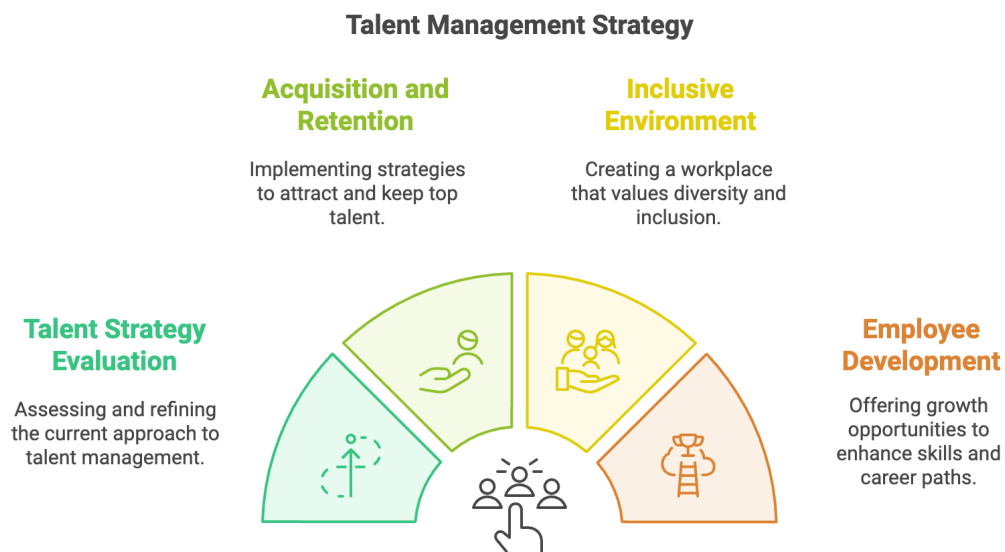 Talent Management Strategy
Acquisition and
Retention
Implementing strategies
to attract and keep top
talent.
Inclusive
Environment
Creating a workplace
that values diversity and
inclusion.
Talent Strategy
Evaluation
Assessing and refining
the current approach to
talent management.
Employee
Development
Offering growth
opportunities to
enhance skills and
career paths.